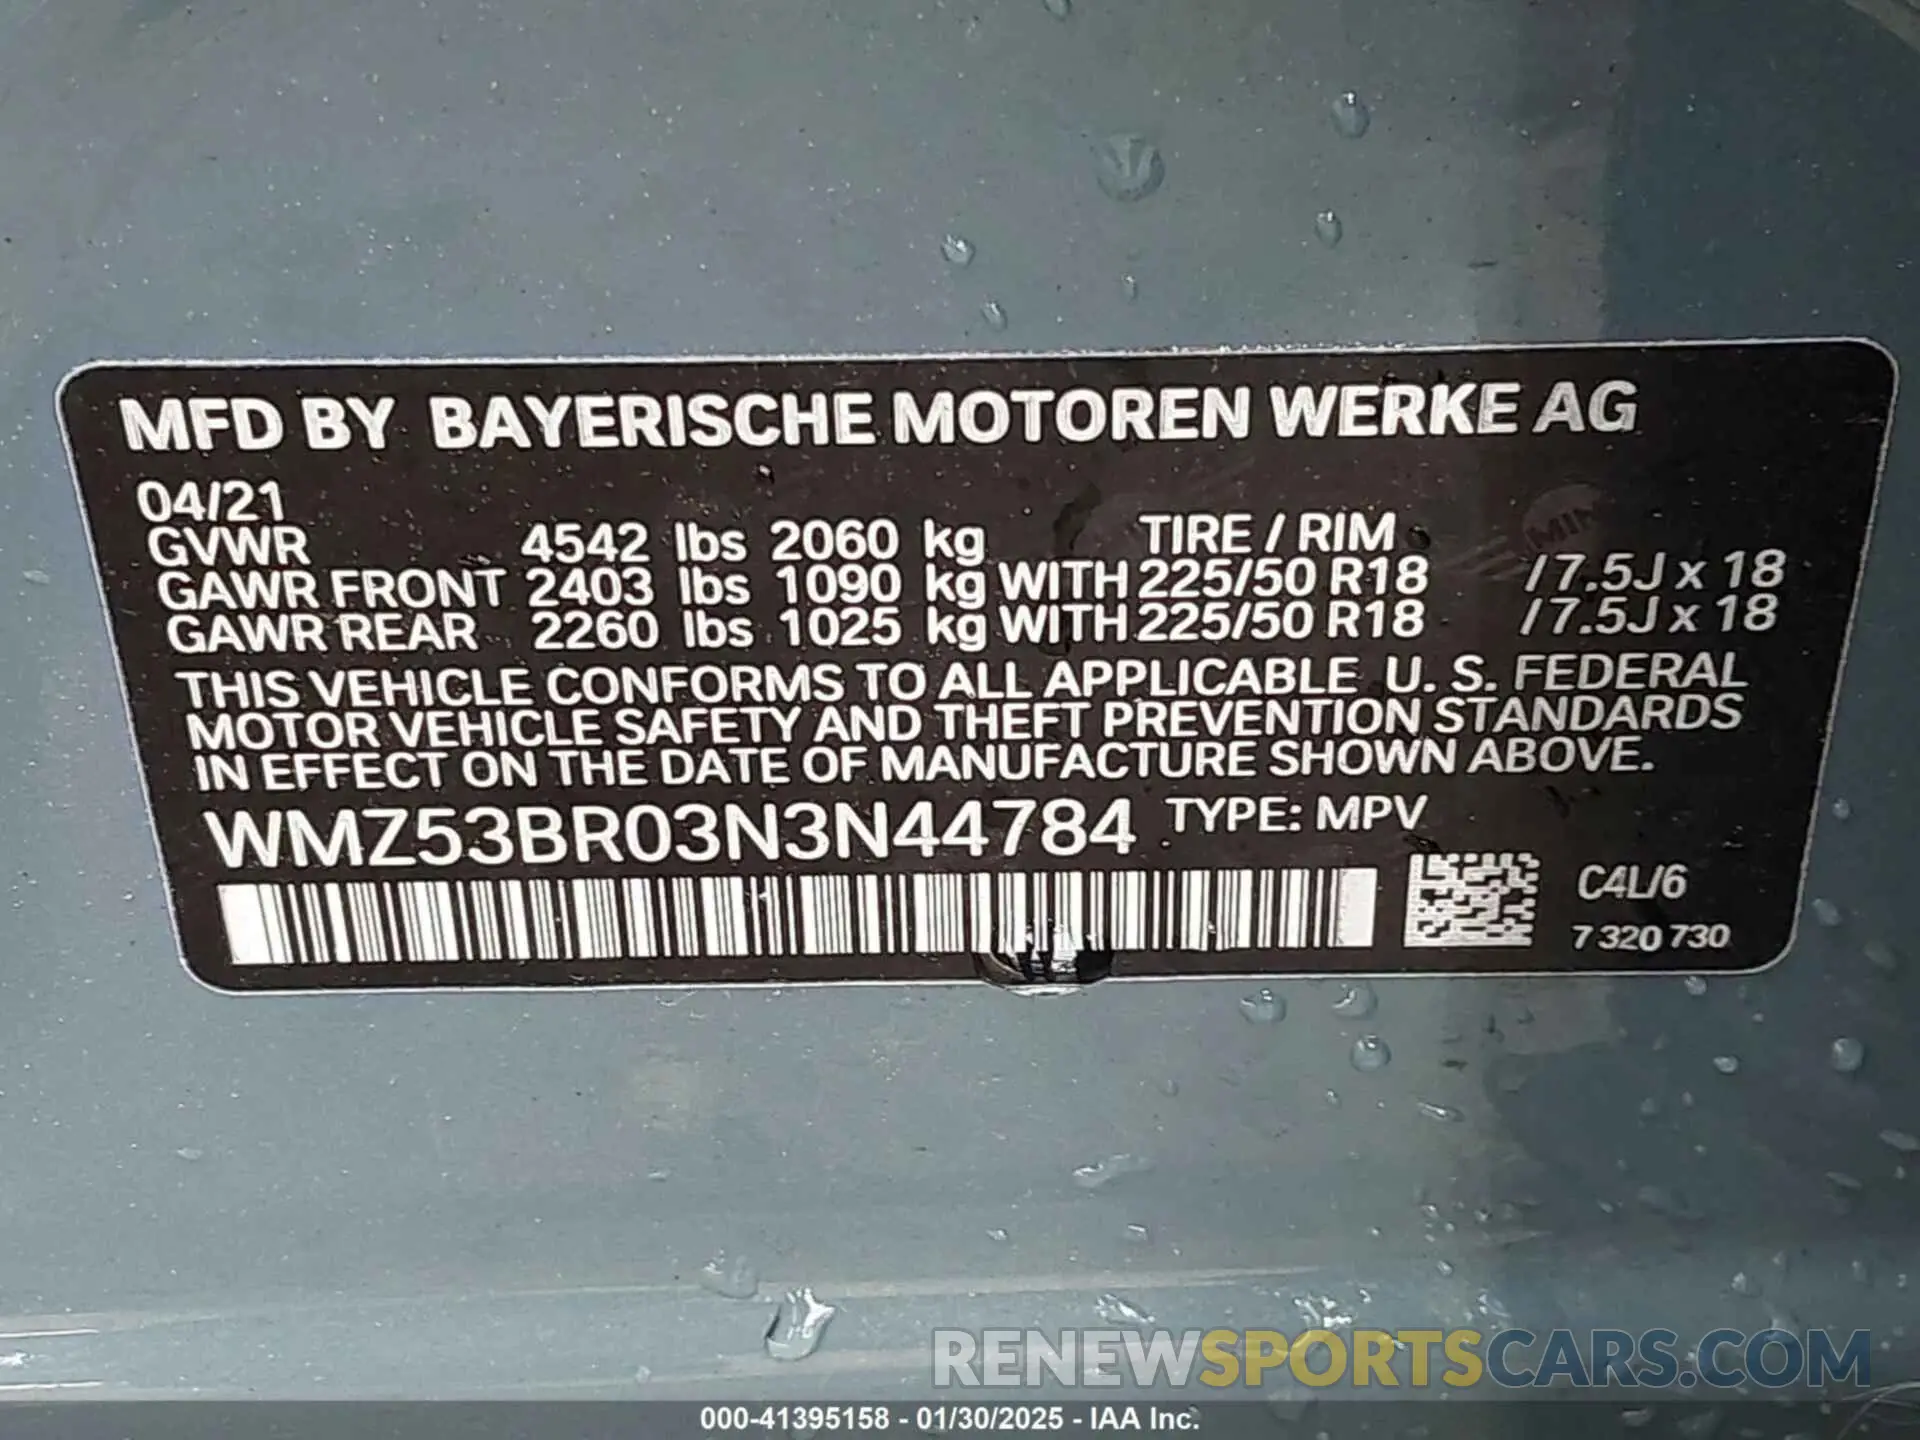 MFD BY BAYERISCHE MOTOREN WERKE AG
04/21
GVWR 4542 lbs 2060 kg TIRE / RIM
GAWR FRONT 2403 lbs 1090 kg WITH 225/50 R18 / 7.5J x 18
GAWR REAR 2260 lbs 1025 kg WITH 225/50 R18 / 7.5J x 18
THIS VEHICLE CONFORMS TO ALL APPLICABLE U. S. FEDERAL
MOTOR VEHICLE SAFETY AND THEFT PREVENTION STANDARDS
IN EFFECT ON THE DATE OF MANUFACTURE SHOWN ABOVE.
WMZ53BR03N3N44784 TYPE: MPV
C4L/6
7 320 730
RENEWSPORTSCARS.COM
000-41395158 - 01/30/2025 - IAA Inc.